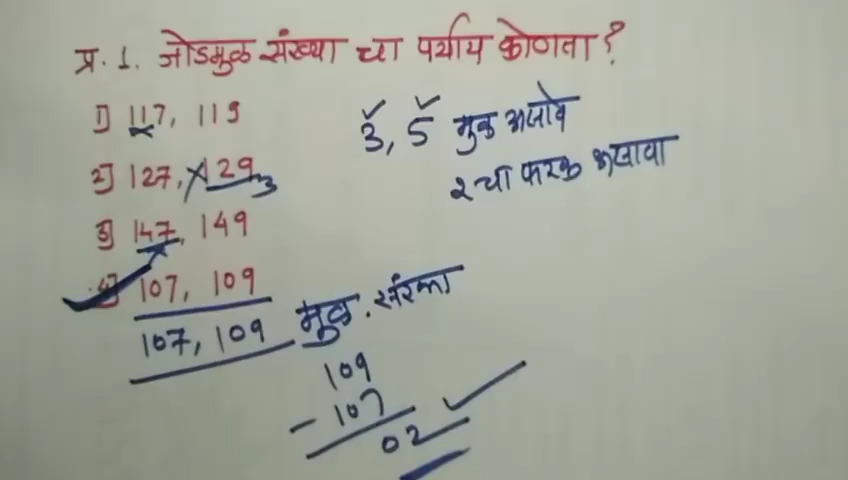 प्र. 1. जोडमुळ संख्या चा पर्याय कोणता?
1) 117, 119
2) 127, 129
3) 147, 149
4) 107, 109
3, 5 मुळ असावे
२ चा फरक असावा
107, 109 मुळ. संख्या
109
- 107
02